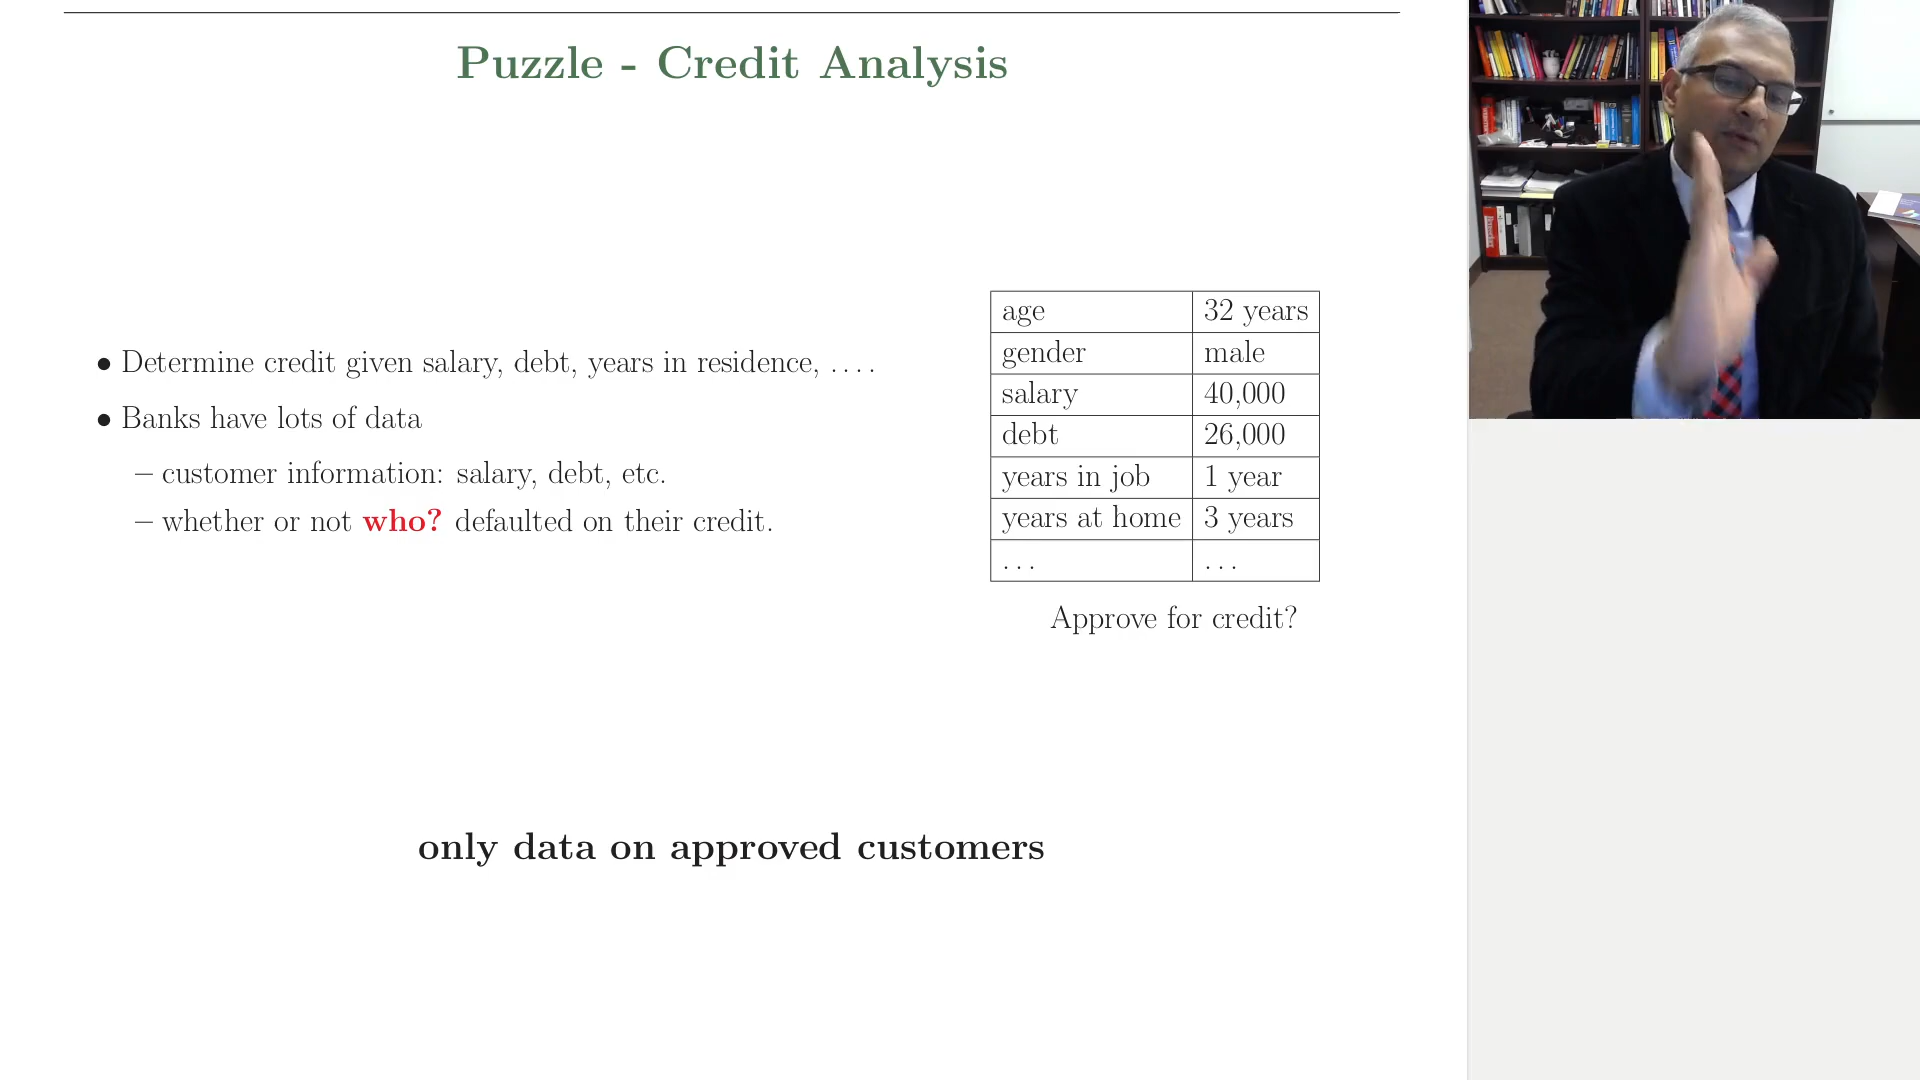 Puzzle - Credit Analysis
• Determine credit given salary, debt, years in residence, ....
• Banks have lots of data
– customer information: salary, debt, etc.
– whether or not who? defaulted on their credit.
age 32 years
gender male
salary 40,000
debt 26,000
years in job 1 year
years at home 3 years
... ...
Approve for credit?
only data on approved customers